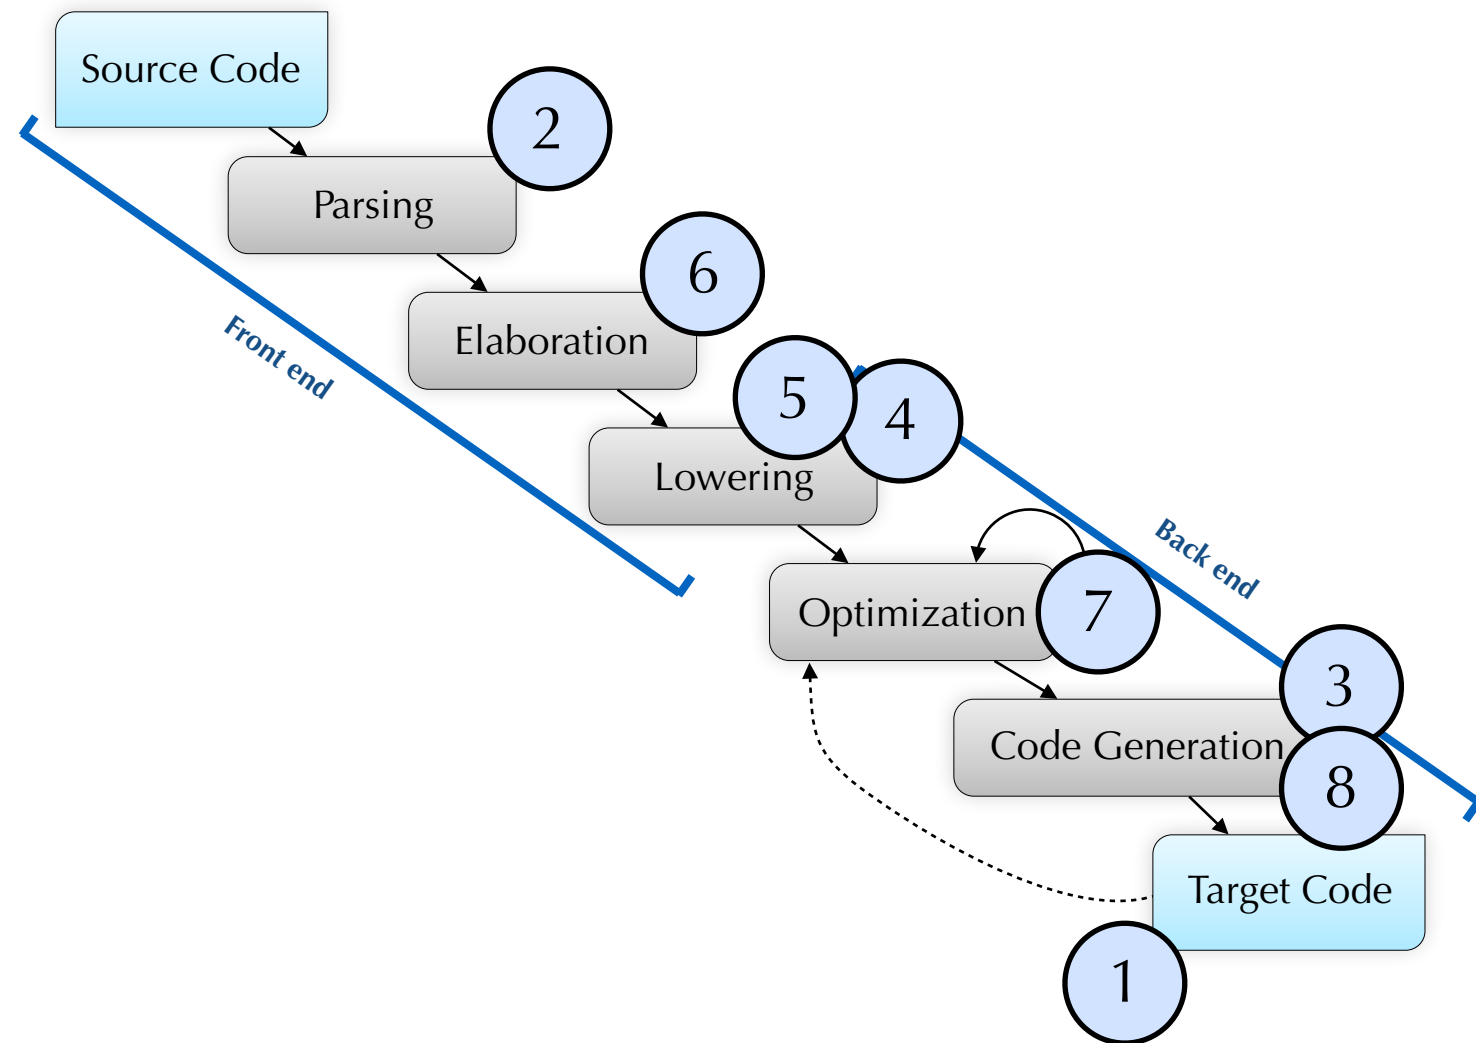 Source Code
2
Parsing
6
Elaboration
Front end
5
4
Lowering
Back end
7
Optimization
3
Code Generation
8
Target Code
1